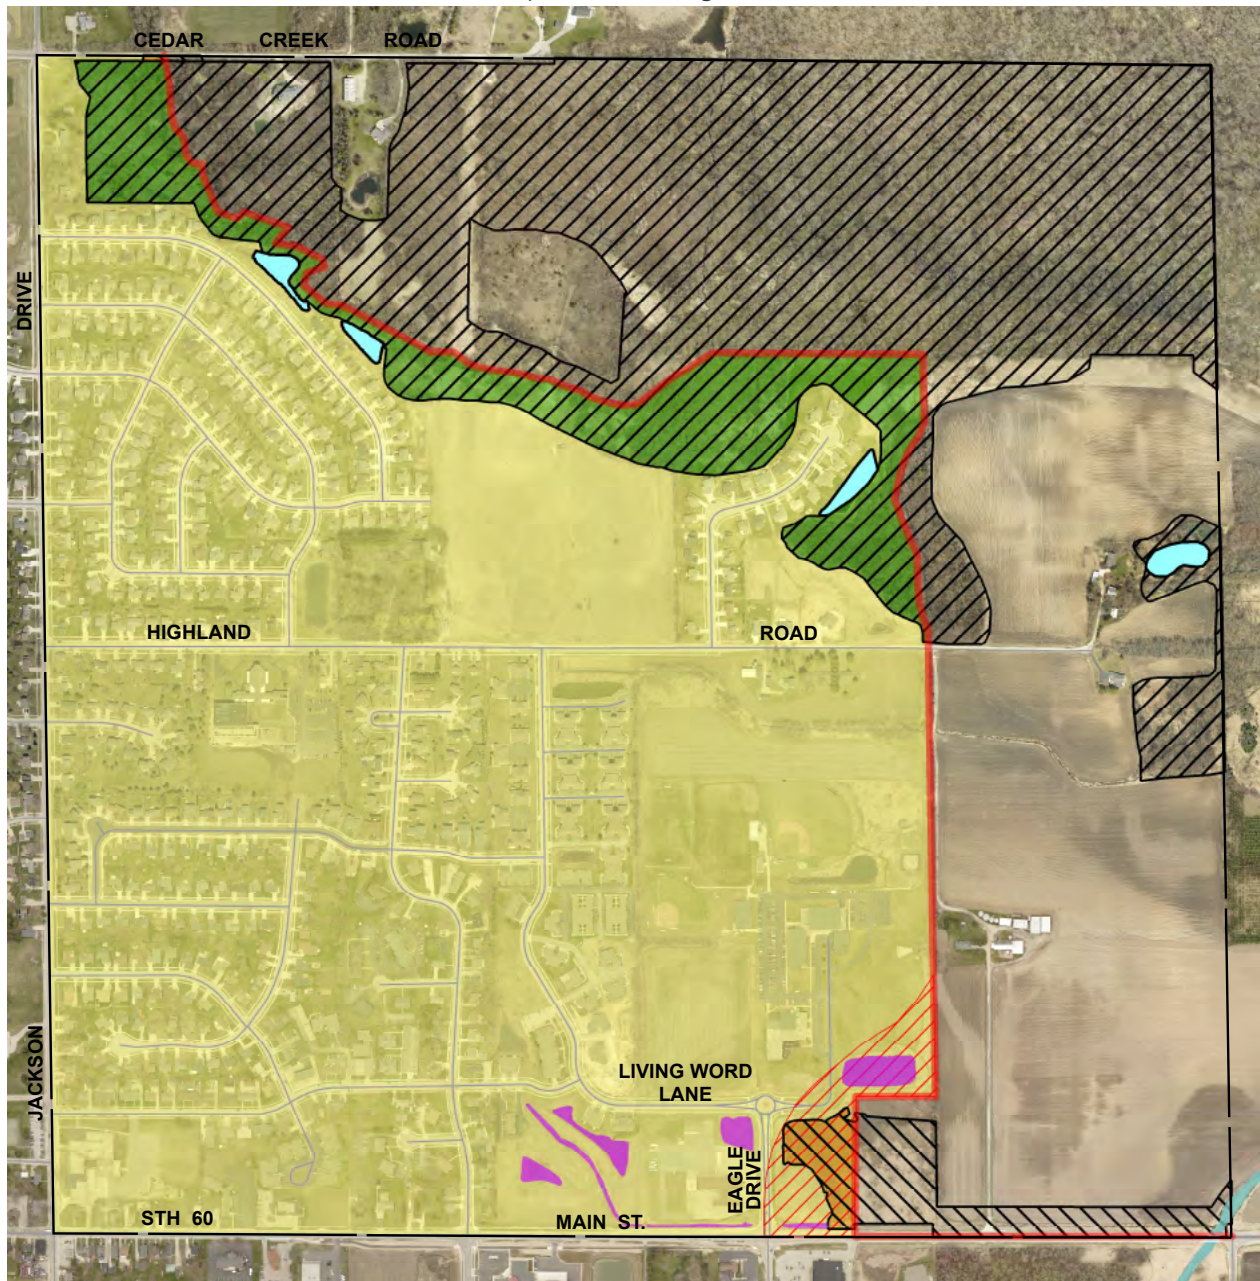 CEDAR CREEK ROAD
DRIVE
HIGHLAND ROAD
JACKSON
LIVING WORD
LANE
EAGLE
DRIVE
STH 60
MAIN ST.